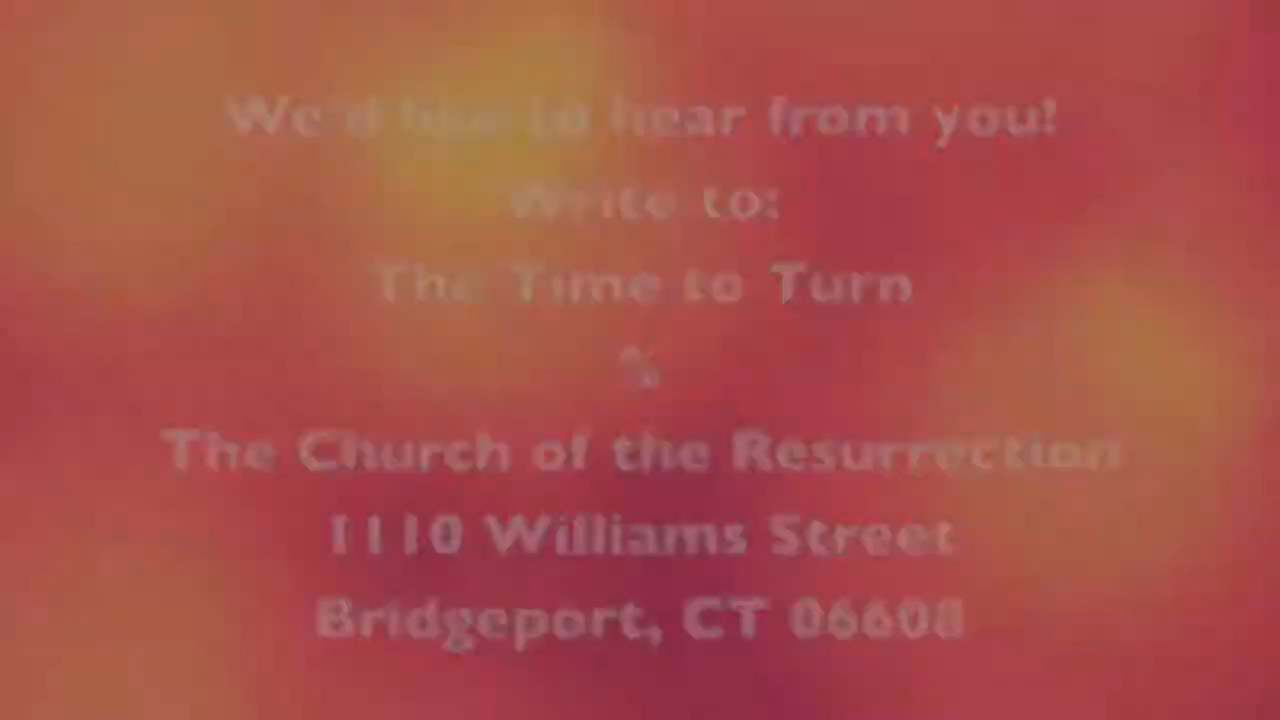 We'd like to hear from you!
Write to:
The Time to Turn
%
The Church of the Resurrection
1110 Williams Street
Bridgeport, CT 06608